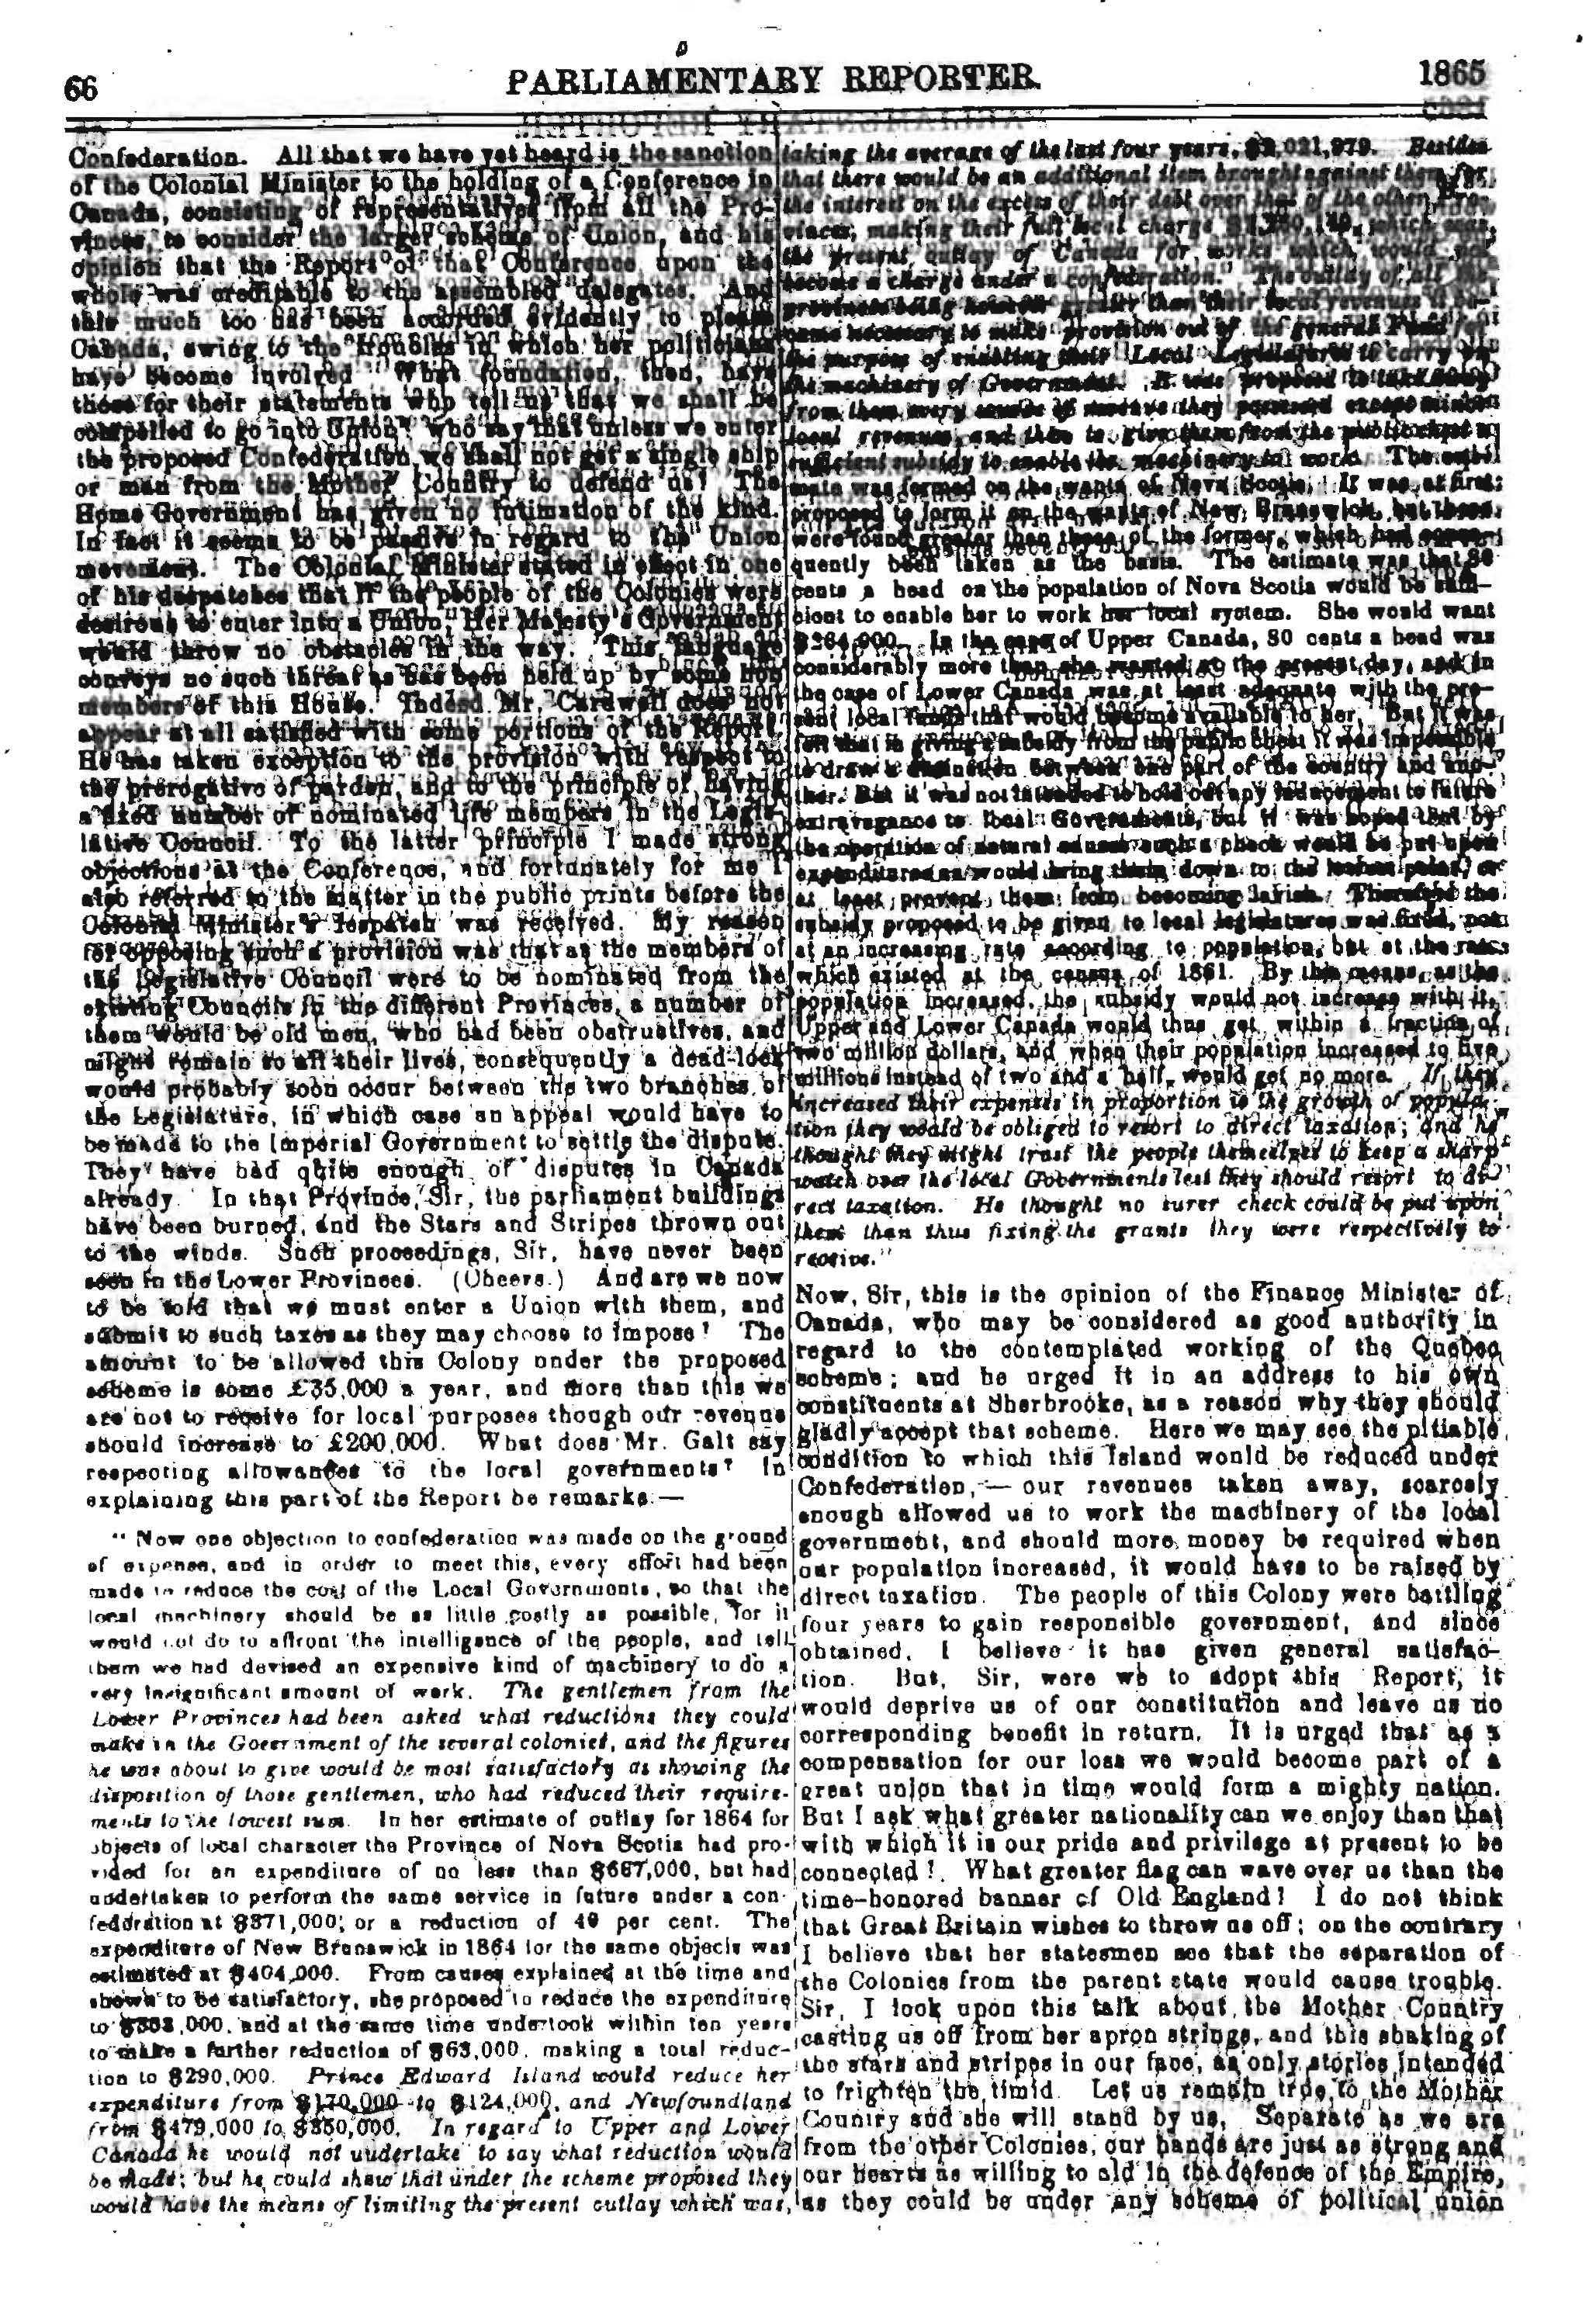 66
PARLIAMENTARY REPORTER
1865
Confederation. All that we have yet heard is the sanction
of the Colonial Minister to the holding of a Conference in
Canada, consisting of representatives from all the Pro-
vinces, to consider the larger scheme of Union, and his
opinion that the Report of that Conference upon the
whole was creditable to the assembled delegates. And
this much too has been accorded evidently to please
Canada, owing to the troubles in which her politicians
have become involved. What foundation, then, have
those for their statements who tell us that we shall be
compelled to go into Union? who say that unless we enter
the proposed Confederation we shall not get a single ship
or man from the Mother Country to defend us? The
Home Government has given no intimation of the kind.
In fact it seems to be passive in regard to the Union
movement. The Colonial Minister stated in effect in one
of his despatches that if the people of the Colonies were
desirous to enter into a Union, Her Majesty's Government
would throw no obstacles in the way. This language
conveys no such threat as has been held up by some hon
members of this House. Indeed Mr. Cardwell does not
appear at all satisfied with some portions of the Report.
He has taken exception to the provision with respect to
the prerogative of pardon, and to the principle of having
a fixed number of nominated life members in the Legis-
lative Council. To the latter principle I made strong
objections at the Conference, and fortunately for me I
also referred to the matter in the public prints before the
Colonial Minister's despatch was received. My reason
for opposing such a provision was that as the members of
the Legislative Council were to be nominated from the
existing Councils in the different Provinces, a number of
them would be old men, who had been obstructives, and
might remain so all their lives, consequently a dead-lock
would probably soon occur between the two branches of
the Legislature, in which case an appeal would have to
be made to the Imperial Government to settle the dispute.
They have had quite enough of disputes in Canada
already. In that Province, Sir, the parliament buildings
have been burned, and the Stars and Stripes thrown out
to the winds. Such proceedings, Sir, have never been
seen in the Lower Provinces. (Cheers.) And are we now
to be told that we must enter a Union with them, and
submit to such taxes as they may choose to impose? The
amount to be allowed this Colony under the proposed
scheme is some £35,000 a year, and more than this we
are not to receive for local purposes though our revenue
should increase to £200,000. What does Mr. Galt say
respecting allowances to the local governments? In
explaining this part of the Report he remarks:—
" Now one objection to confederation was made on the ground
of expense, and in order to meet this, every effort had been
made to reduce the cost of the Local Governments, so that the
local machinery should be as little costly as possible, for it
would not do to affront the intelligence of the people, and tell
them we had devised an expensive kind of machinery to do a
very insignificant amount of work. The gentlemen from the
Lower Provinces had been asked what reductions they could
make in the Government of the several colonies, and the figures
he was about to give would be most satisfactory as showing the
disposition of those gentlemen, who had reduced their require-
ments to the lowest sum. In her estimate of outlay for 1864 for
objects of local character the Province of Nova Scotia had pro-
vided for an expenditure of no less than $667,000, but had
undertaken to perform the same service in future under a con-
federation at $371,000; or a reduction of 40 per cent. The
expenditure of New Brunswick in 1864 for the same objects was
estimated at $404,000. From causes explained at the time and
shown to be satisfactory, she proposed to reduce the expenditure
to $353,000, and at the same time undertook within ten years
to make a further reduction of $63,000, making a total reduc-
tion to $290,000. Prince Edward Island would reduce her
expenditure from $170,000 to $124,000, and Newfoundland
from $479,000 to $350,000. In regard to Upper and Lower
Canada he would not undertake to say what reduction would
be made; but he could show that under the scheme proposed they
would have the means of limiting the present outlay which was,
taking the average of the last four years, $2,021,979. Besides
that there would be an additional item brought against them for
the interest on the excess of their debt over that of the other Pro-
vinces, making their full local charge which was
the present outlay of Canada for works which would not
become a charge under a confederation. The outlay of all the
provinces being however greater than their local revenues it be-
came necessary to make provision out of the general Fund for
the purpose of enabling their Local Legislatures to carry on
the machinery of Government. It was proposed to take away
from them every source of revenue they possessed except minor
local revenues, and then to give them from the public chest a
sufficient subsidy to enable the machinery to work. The esti-
mate was formed on the wants of Nova Scotia. It was at first
proposed to form it on the wants of New Brunswick, but these
were found greater than those of the former, which had conse-
quently been taken as the basis. The estimate was that 80
cents a head on the population of Nova Scotia would be suffi-
cient to enable her to work her local system. She would want
$264,000. In the case of Upper Canada, 80 cents a head was
considerably more than she wanted at the present day, and in
the case of Lower Canada was at least adequate with the pre-
sent local funds that would become available to her. But it was
felt that in giving a subsidy from the public chest it was impossible
to draw a distinction between one part of the country and ano-
ther. But it was not intended to hold out any inducement to future
extravagance to local Governments, but it was hoped that by
the operation of natural causes such a check would be put upon
expenditure as would bring them down to the lowest point, or
at least prevent them from becoming lavish. Therefore the
subsidy proposed to be given to local legislatures was fixed, not
at an increasing rate according to population, but at the rate
which existed at the census of 1861. By this means, as the
population increased, the subsidy would not increase with it.
Upper and Lower Canada would thus get within a fraction of
two million dollars, and when their population increased to five
millions instead of two and a half, would get no more. If they
increased their expenses in proportion to the growth of popula-
tion they would be obliged to resort to direct taxation; and he
thought they might trust the people themselves to keep a sharp
watch over the local Governments lest they should resort to di-
rect taxation. He thought no surer check could be put upon
them than thus fixing the grants they were respectively to
receive."
Now, Sir, this is the opinion of the Finance Minister of
Canada, who may be considered as good authority in
regard to the contemplated working of the Quebec
scheme; and he urged it in an address to his own
constituents at Sherbrooke, as a reason why they should
gladly accept that scheme. Here we may see the pitiable
condition to which this Island would be reduced under
Confederation,— our revenues taken away, scarcely
enough allowed us to work the machinery of the local
government, and should more money be required when
our population increased, it would have to be raised by
direct taxation. The people of this Colony were battling
four years to gain responsible government, and since
obtained, I believe it has given general satisfac-
tion. But, Sir, were we to adopt this Report, it
would deprive us of our constitution and leave us no
corresponding benefit in return. It is urged that as a
compensation for our loss we would become part of a
great union that in time would form a mighty nation.
But I ask what greater nationality can we enjoy than that
with which it is our pride and privilege at present to be
connected? What greater flag can wave over us than the
time-honored banner of Old England? I do not think
that Great Britain wishes to throw us off; on the contrary
I believe that her statesmen see that the separation of
the Colonies from the parent state would cause trouble.
Sir, I look upon this talk about the Mother Country
casting us off from her apron strings, and this shaking of
the stars and stripes in our face, as only stories intended
to frighten the timid. Let us remain true to the Mother
Country and she will stand by us. Separate as we are
from the other Colonies, our hands are just as strong and
our hearts as willing to aid in the defence of the Empire,
as they could be under any scheme of political union